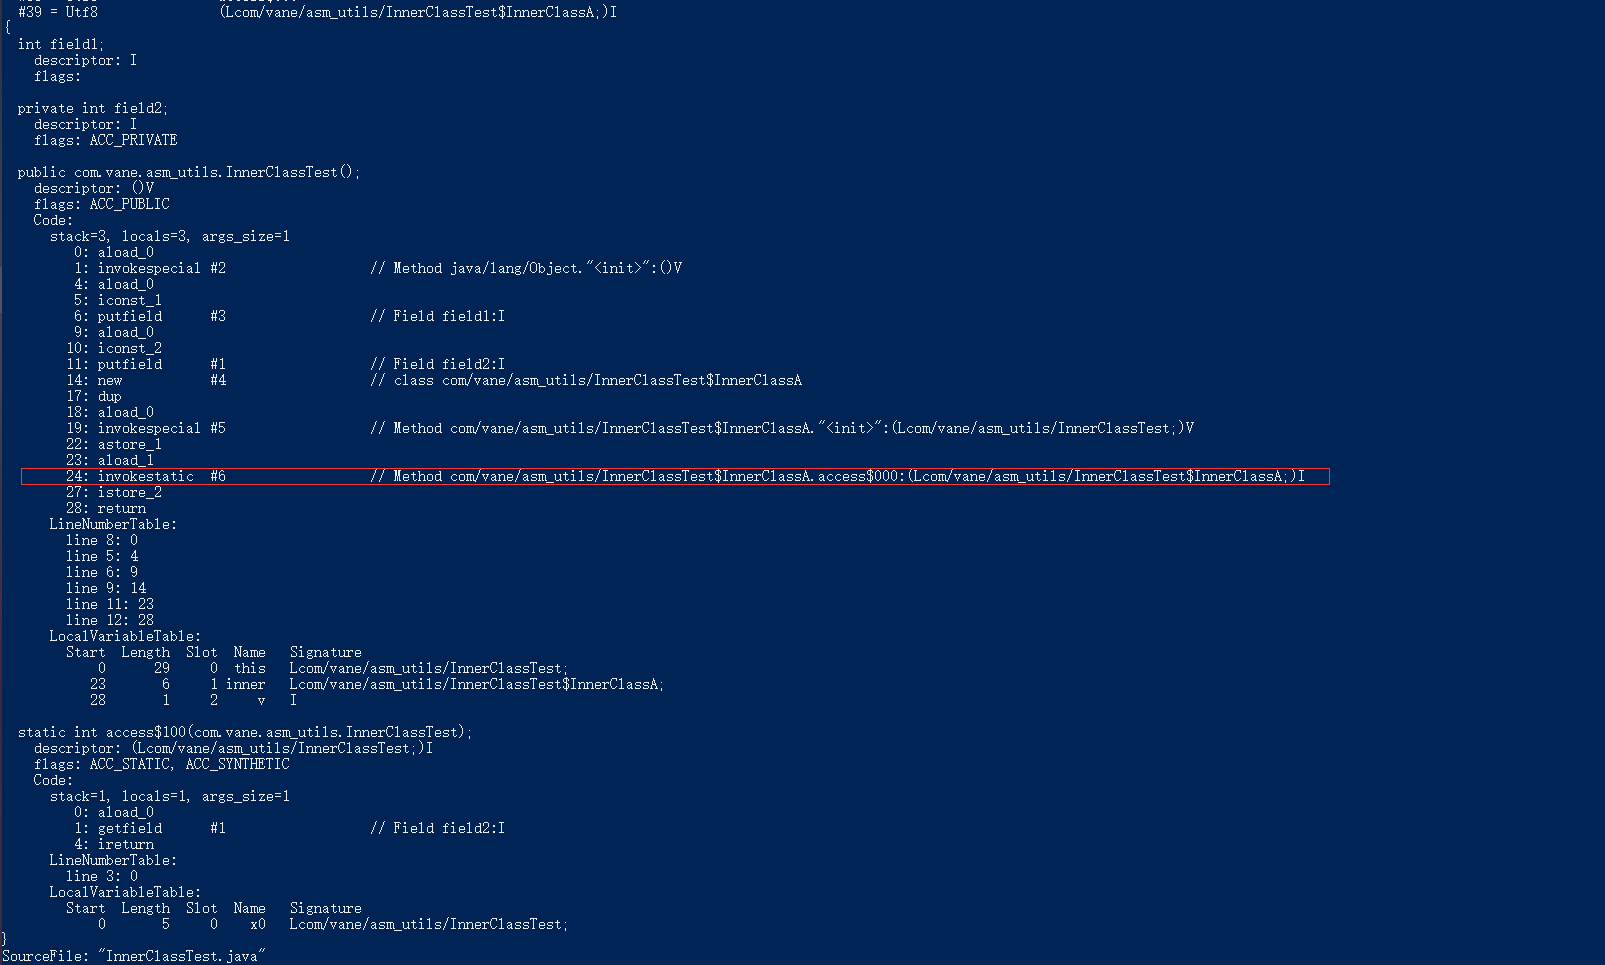 #39 = Utf8               (Lcom/vane/asm_utils/InnerClassTest$InnerClassA;)I
{
  int field1;
    descriptor: I
    flags:

  private int field2;
    descriptor: I
    flags: ACC_PRIVATE

  public com.vane.asm_utils.InnerClassTest();
    descriptor: ()V
    flags: ACC_PUBLIC
    Code:
      stack=3, locals=3, args_size=1
         0: aload_0
         1: invokespecial #2                  // Method java/lang/Object."<init>":()V
         4: aload_0
         5: iconst_1
         6: putfield      #3                  // Field field1:I
         9: aload_0
        10: iconst_2
        11: putfield      #1                  // Field field2:I
        14: new           #4                  // class com/vane/asm_utils/InnerClassTest$InnerClassA
        17: dup
        18: aload_0
        19: invokespecial #5                  // Method com/vane/asm_utils/InnerClassTest$InnerClassA."<init>":(Lcom/vane/asm_utils/InnerClassTest;)V
        22: astore_1
        23: aload_1
        24: invokestatic  #6                  // Method com/vane/asm_utils/InnerClassTest$InnerClassA.access$000:(Lcom/vane/asm_utils/InnerClassTest$InnerClassA;)I
        27: istore_2
        28: return
      LineNumberTable:
        line 8: 0
        line 5: 4
        line 6: 9
        line 9: 14
        line 11: 23
        line 12: 28
      LocalVariableTable:
        Start  Length  Slot  Name   Signature
            0      29     0  this   Lcom/vane/asm_utils/InnerClassTest;
           23       6     1 inner   Lcom/vane/asm_utils/InnerClassTest$InnerClassA;
           28       1     2     v   I

  static int access$100(com.vane.asm_utils.InnerClassTest);
    descriptor: (Lcom/vane/asm_utils/InnerClassTest;)I
    flags: ACC_STATIC, ACC_SYNTHETIC
    Code:
      stack=1, locals=1, args_size=1
         0: aload_0
         1: getfield      #1                  // Field field2:I
         4: ireturn
      LineNumberTable:
        line 3: 0
      LocalVariableTable:
        Start  Length  Slot  Name   Signature
            0       5     0    x0   Lcom/vane/asm_utils/InnerClassTest;
}
SourceFile: "InnerClassTest.java"